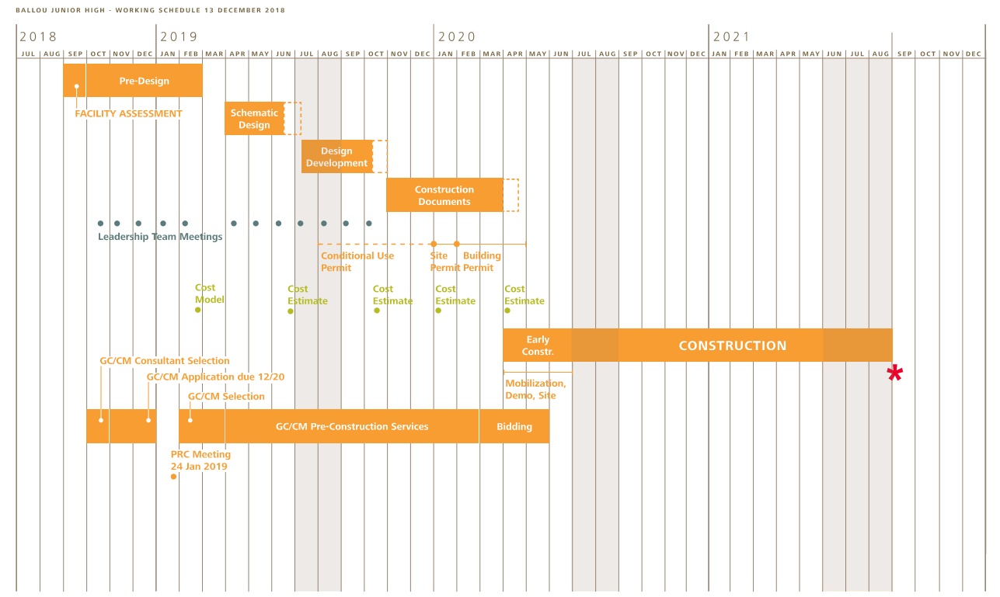 BALLOU JUNIOR HIGH - WORKING SCHEDULE 13 DECEMBER 2018
2018 2019 2020 2021
JUL AUG SEP OCT NOV DEC JAN FEB MAR APR MAY JUN JUL AUG SEP OCT NOV DEC JAN FEB MAR APR MAY JUN JUL AUG SEP OCT NOV DEC JAN FEB MAR APR MAY JUN JUL AUG SEP OCT NOV DEC
Pre-Design
FACILITY ASSESSMENT
Schematic
Design
Design
Development
Construction
Documents
Leadership Team Meetings
Conditional Use
Permit
Site
Permit
Building
Permit
Cost
Model
Cost
Estimate
Cost
Estimate
Cost
Estimate
Cost
Estimate
Early
Constr.
CONSTRUCTION
*
Mobilization,
Demo, Site
GC/CM Consultant Selection
GC/CM Application due 12/20
GC/CM Selection
GC/CM Pre-Construction Services
Bidding
PRC Meeting
24 Jan 2019